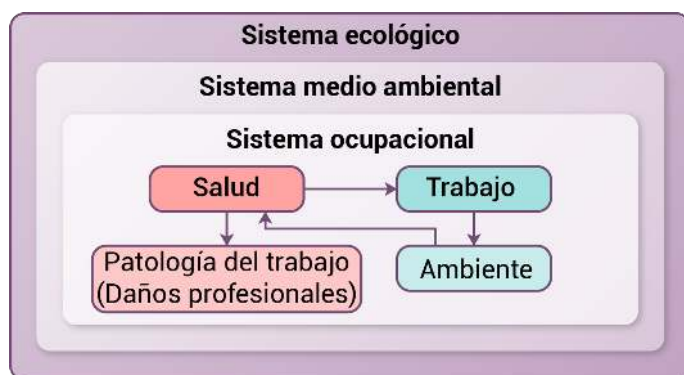 Sistema ecológico
Sistema medio ambiental
Sistema ocupacional
Salud
Trabajo
Patología del trabajo
(Daños profesionales)
Ambiente